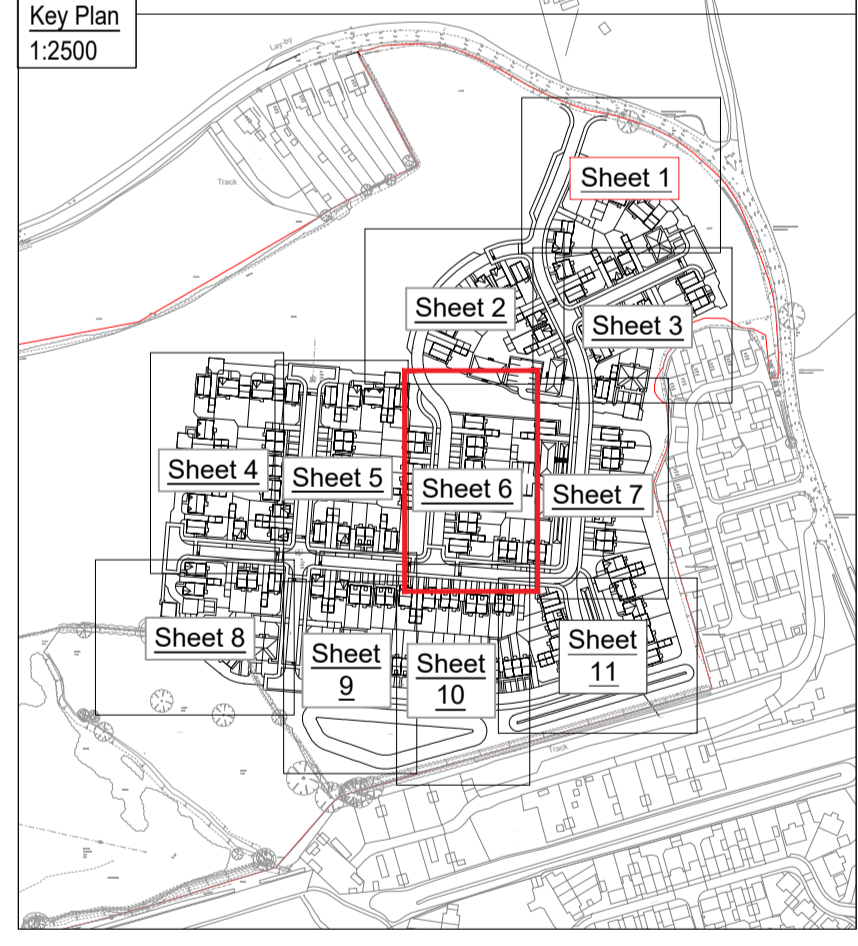 Key Plan
1:2500
Lay-by
Track
Sheet 1
Sheet 2
Sheet 3
Sheet 4
Sheet 5
Sheet 6
Sheet 7
Sheet 8
Sheet
9
Sheet
10
Sheet
11
Track